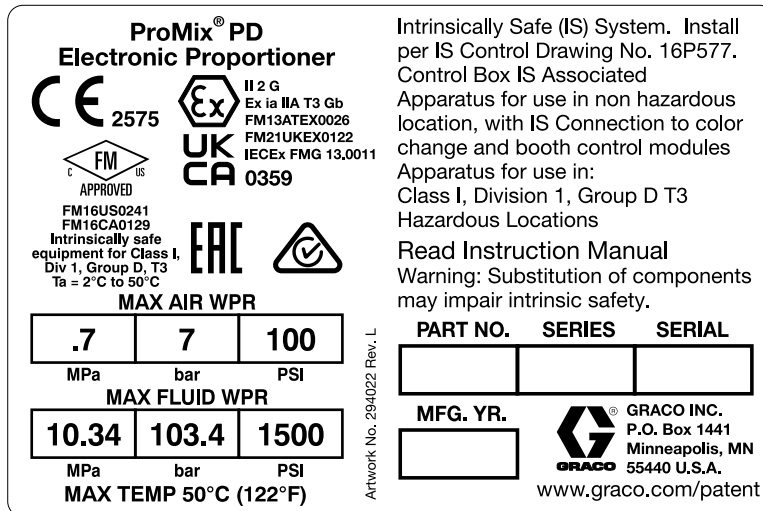 ProMix® PD
Electronic Proportioner
CE 2575
Ex
II 2 G
Ex ia IIA T3 Gb
FM13ATEX0026
FM21UKEX0122
IECEx FMG 13.0011
UK
CA 0359
C FM US
APPROVED
FM16US0241
FM16CA0129
Intrinsically safe
equipment for Class I,
Div 1, Group D, T3
Ta = 2°C to 50°C
EAC
MAX AIR WPR
.7 7 100
MPa bar PSI
MAX FLUID WPR
10.34 103.4 1500
MPa bar PSI
MAX TEMP 50°C (122°F)
Artwork No. 294022 Rev. L
Intrinsically Safe (IS) System. Install
per IS Control Drawing No. 16P577.
Control Box IS Associated
Apparatus for use in non hazardous
location, with IS Connection to color
change and booth control modules
Apparatus for use in:
Class I, Division 1, Group D T3
Hazardous Locations
Read Instruction Manual
Warning: Substitution of components
may impair intrinsic safety.
PART NO. SERIES SERIAL
MFG. YR.
GRACO ®
GRACO INC.
P.O. Box 1441
Minneapolis, MN
55440 U.S.A.
www.graco.com/patent